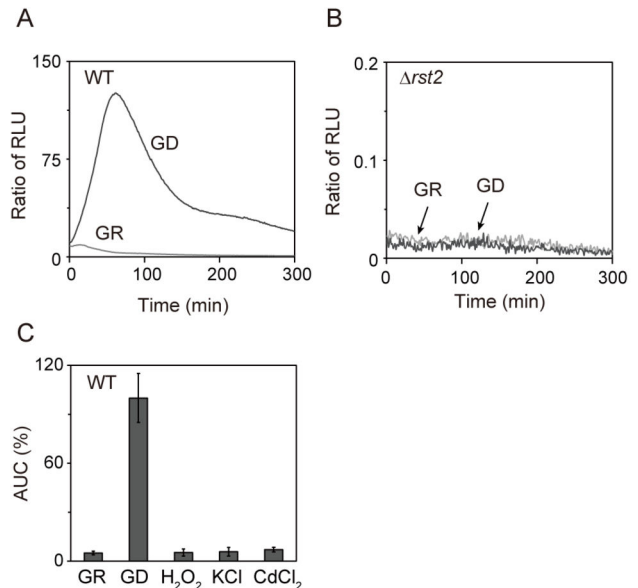 A
Ratio of RLU
150
75
0
WT
GD
GR
0 100 200 300
Time (min)
B
Ratio of RLU
0.2
0.1
0
Δrst2
GR GD
0 100 200 300
Time (min)
C
AUC (%)
120
60
0
WT
GR GD H₂O₂ KCl CdCl₂